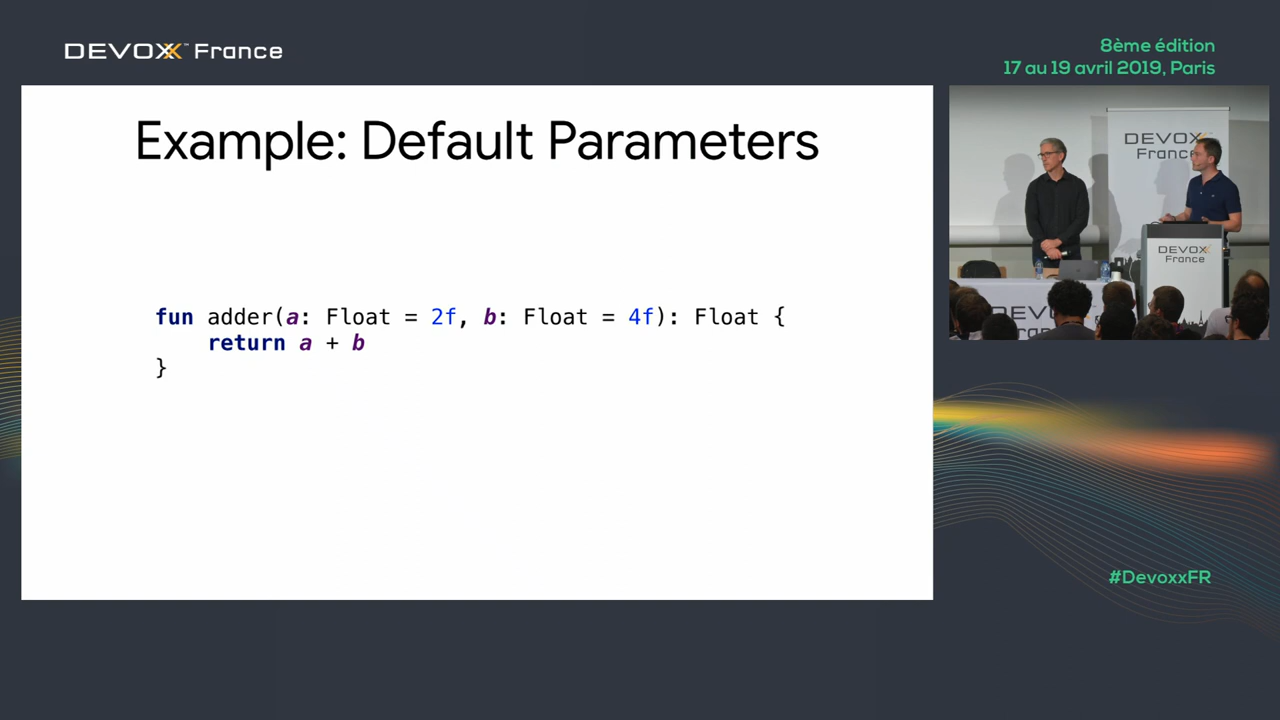 DEVOXX™ France
8ème édition
17 au 19 avril 2019, Paris
Example: Default Parameters
fun adder(a: Float = 2f, b: Float = 4f): Float {
    return a + b
}
DEVOXX
France
DEVOXX
France
DEVOXX
#DevoxxFR